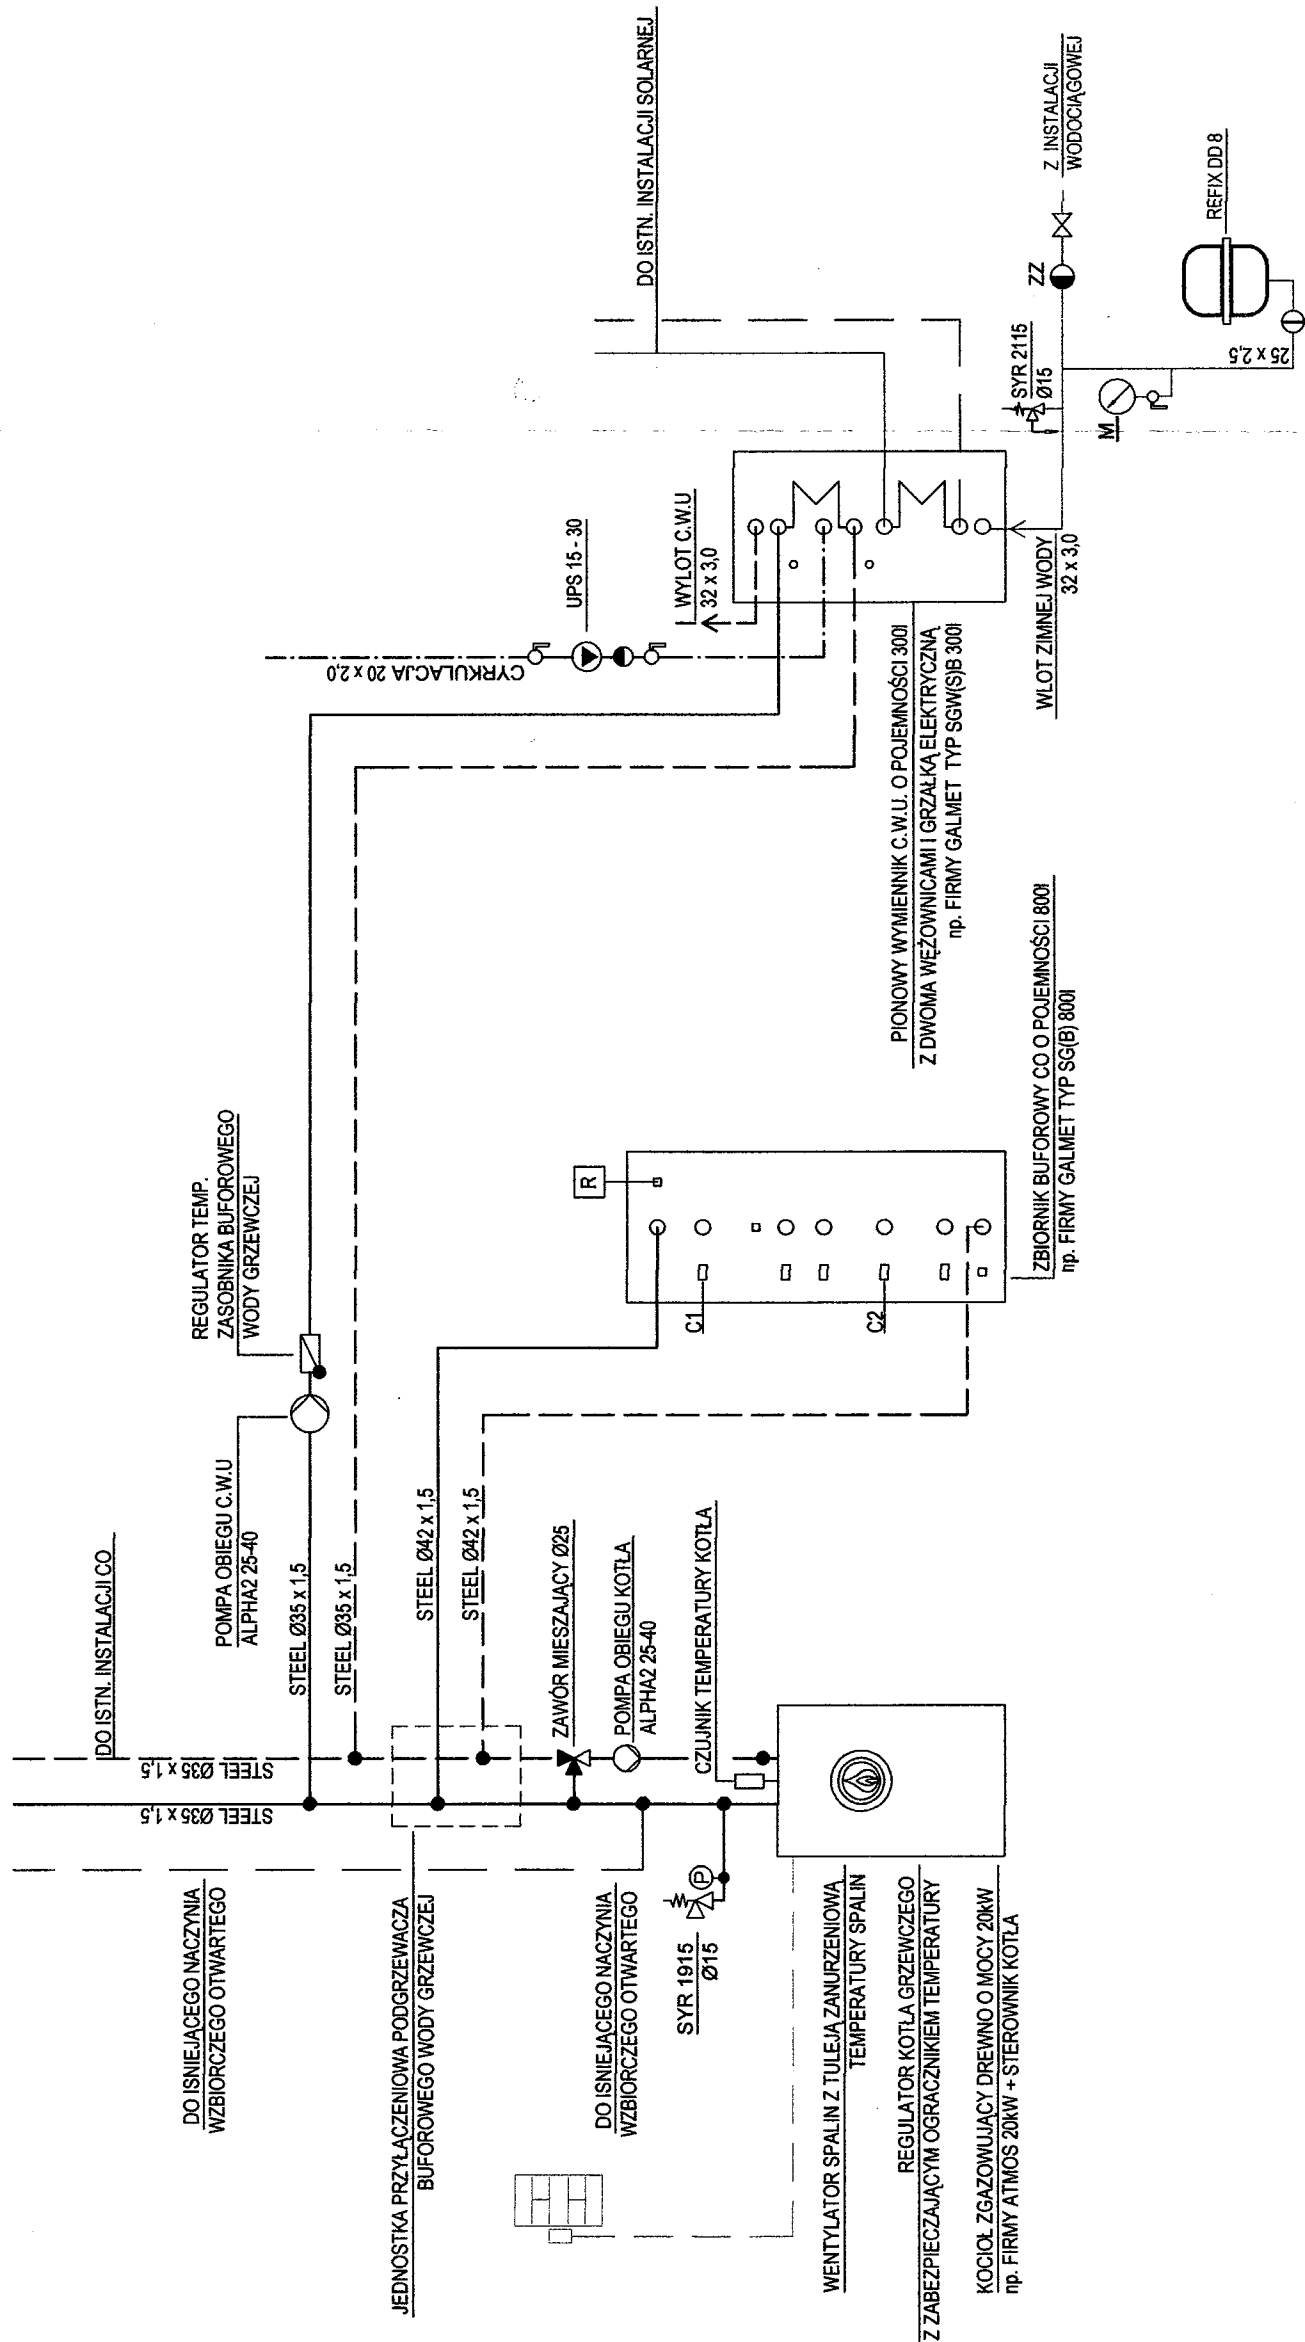 DO ISNIEJĄCEGO NACZYNIA
WZBIORCZEGO OTWARTEGO
STEEL Ø35 x 1,5
STEEL Ø35 x 1,5
DO ISTN. INSTALACJI CO
JEDNOSTKA PRZYŁĄCZENIOWA PODGRZEWACZA
BUFOROWEGO WODY GRZEWCZEJ
POMPA OBIEGU C.W.U
ALPHA2 25-40
REGULATOR TEMP.
ZASOBNIKA BUFOROWEGO
WODY GRZEWCZEJ
STEEL Ø35 x 1,5
STEEL Ø35 x 1,5
STEEL Ø42 x 1,5
STEEL Ø42 x 1,5
CYRKULACJA 20 x 2,0
UPS 15 - 30
WYLOT C.W.U
32 x 3,0
DO ISTN. INSTALACJI SOLARNEJ
DO ISNIEJĄCEGO NACZYNIA
WZBIORCZEGO OTWARTEGO
SYR 1915
Ø15
P
ZAWÓR MIESZAJĄCY Ø25
POMPA OBIEGU KOTŁA
ALPHA2 25-40
CZUJNIK TEMPERATURY KOTŁA
R
C1
C2
ZZ
Z INSTALACJI
WODOCIĄGOWEJ
SYR 2115
Ø15
M
REFIX DD 8
25 x 2,5
WLOT ZIMNEJ WODY
32 x 3,0
PIONOWY WYMIENNIK C.W.U. O POJEMNOŚCI 300l
Z DWOMA WĘŻOWNICAMI I GRZAŁKĄ ELEKTRYCZNĄ
np. FIRMY GALMET TYP SGW(S)B 300l
ZBIORNIK BUFOROWY CO O POJEMNOŚCI 800l
np. FIRMY GALMET TYP SG(B) 800l
WENTYLATOR SPALIN Z TULEJĄ ZANURZENIOWĄ
TEMPERATURY SPALIN
REGULATOR KOTŁA GRZEWCZEGO
Z ZABEZPIECZAJĄCYM OGRACZNIKIEM TEMPERATURY
KOCIOŁ ZGAZOWUJĄCY DREWNO O MOCY 20kW
np. FIRMY ATMOS 20kW + STEROWNIK KOTŁA